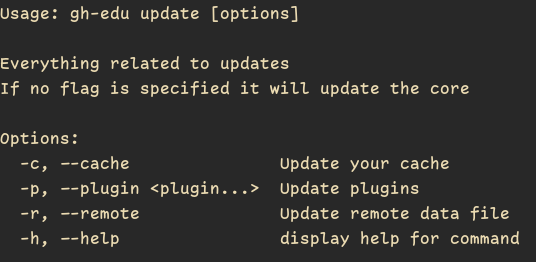 Usage: gh-edu update [options]

Everything related to updates
If no flag is specified it will update the core

Options:
  -c, --cache               Update your cache
  -p, --plugin <plugin...>  Update plugins
  -r, --remote              Update remote data file
  -h, --help                display help for command